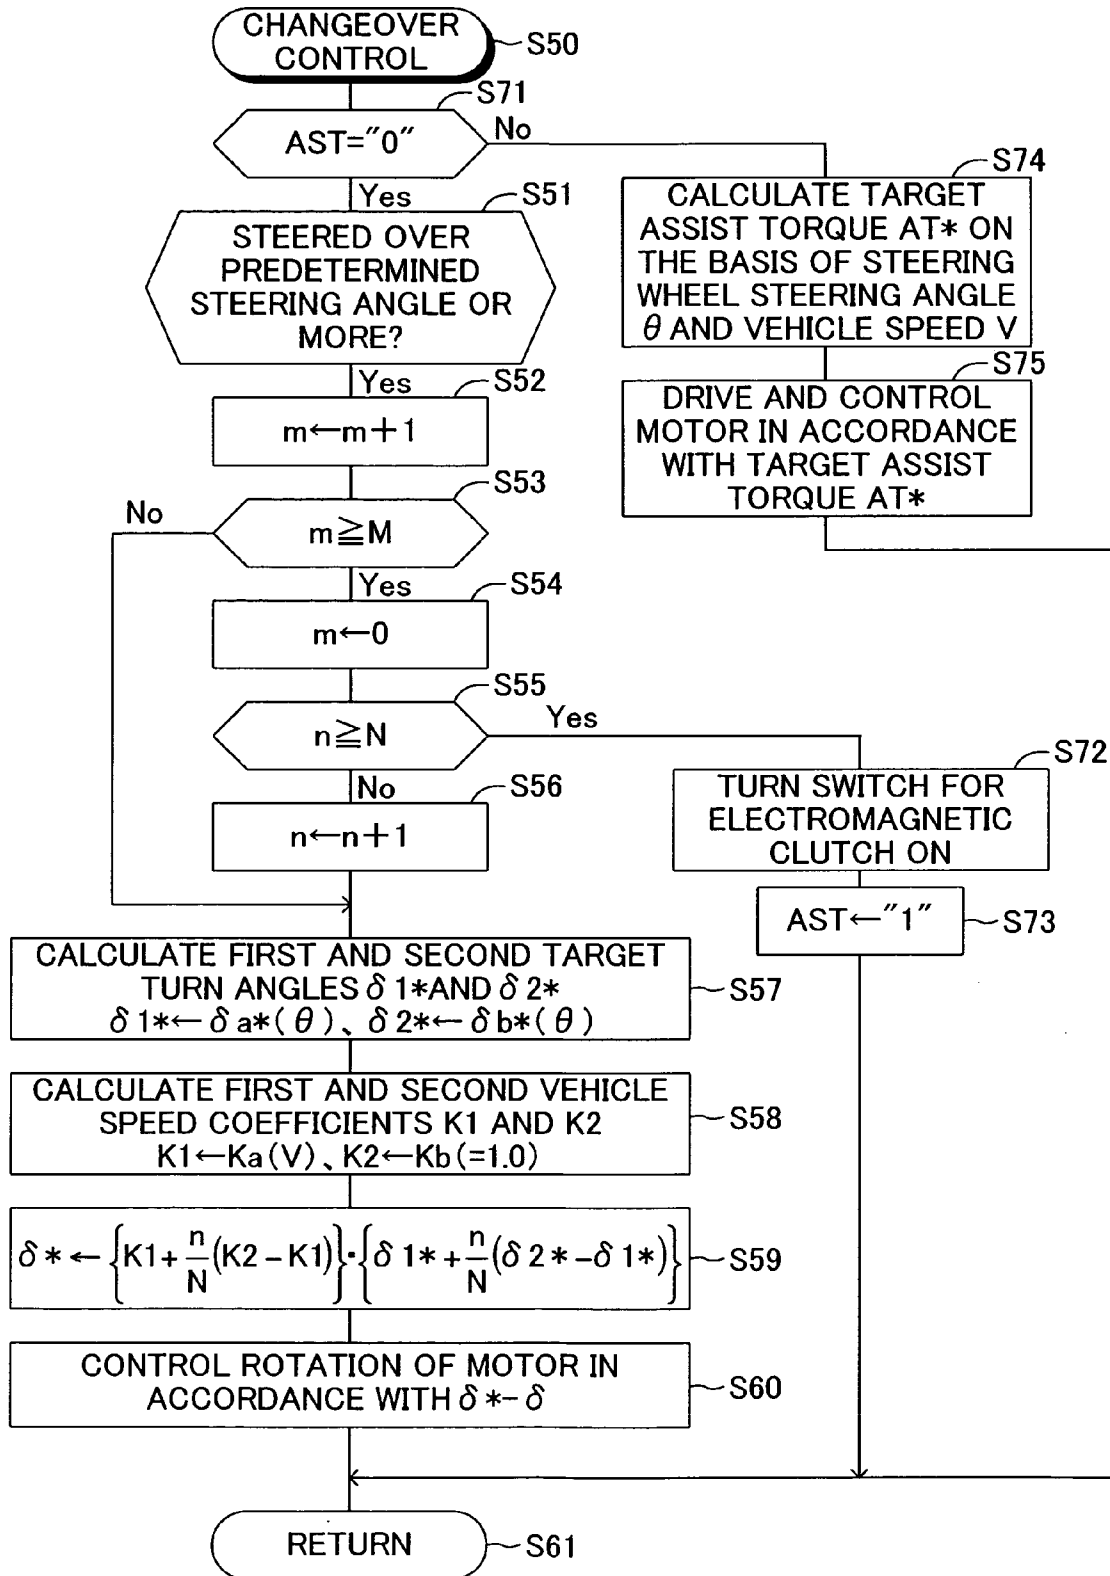 CHANGEOVER
CONTROL
S50
S71
AST="0"
No
Yes
S51
STEERED OVER
PREDETERMINED
STEERING ANGLE OR
MORE?
Yes
S52
m←m+1
S53
No
m≧M
Yes
S54
m←0
S55
n≧N
Yes
No
S56
n←n+1
S74
CALCULATE TARGET
ASSIST TORQUE AT* ON
THE BASIS OF STEERING
WHEEL STEERING ANGLE
θ AND VEHICLE SPEED V
S75
DRIVE AND CONTROL
MOTOR IN ACCORDANCE
WITH TARGET ASSIST
TORQUE AT*
S72
TURN SWITCH FOR
ELECTROMAGNETIC
CLUTCH ON
AST←"1"
S73
CALCULATE FIRST AND SECOND TARGET
TURN ANGLES δ1*AND δ2*
δ1*←δa*(θ)、δ2*←δb*(θ)
S57
CALCULATE FIRST AND SECOND VEHICLE
SPEED COEFFICIENTS K1 AND K2
K1←Ka(V)、K2←Kb(=1.0)
S58
δ*←{K1+n/N(K2-K1)}·{δ1*+n/N(δ2*-δ1*)}
S59
CONTROL ROTATION OF MOTOR IN
ACCORDANCE WITH δ*-δ
S60
RETURN
S61